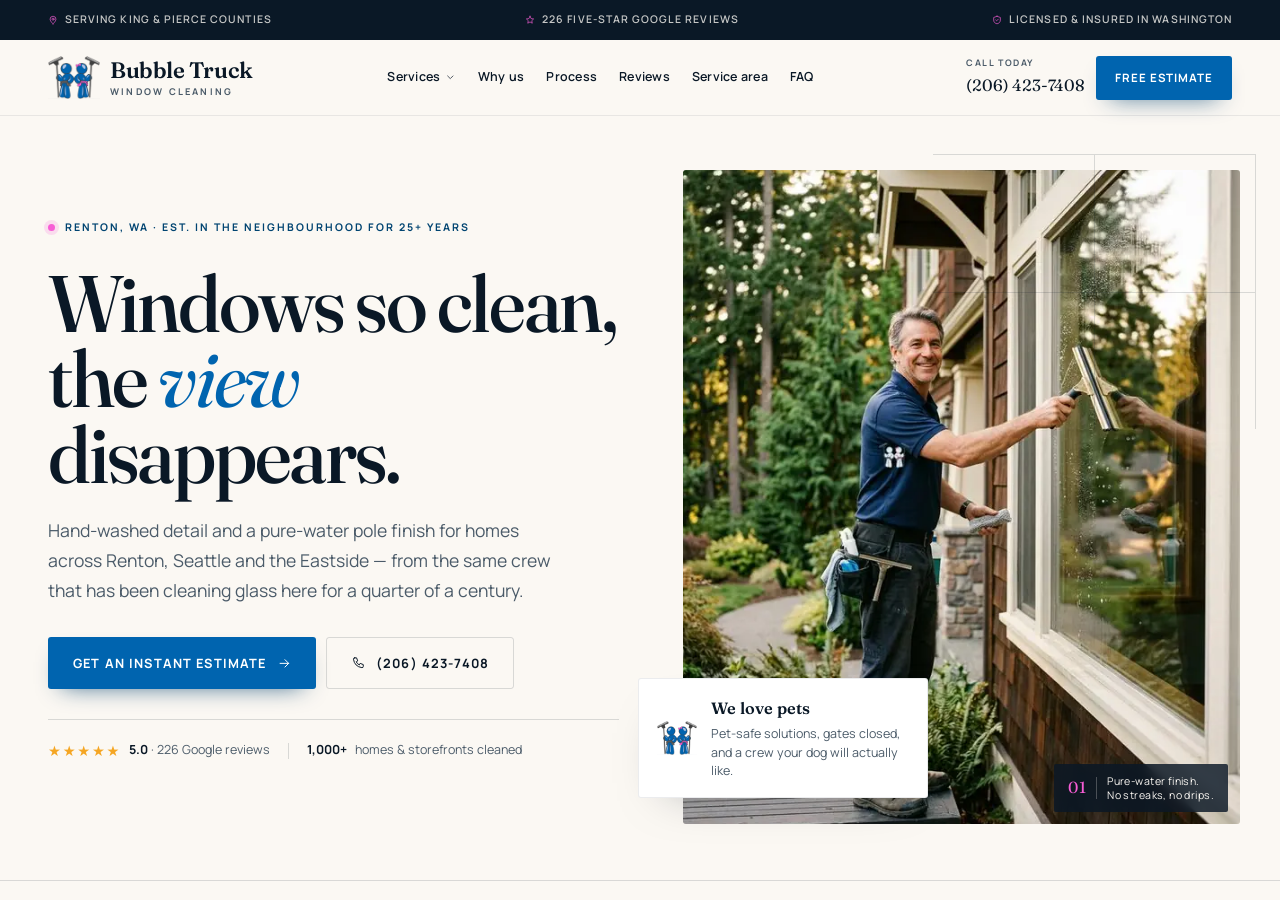 SERVING KING & PIERCE COUNTIES
226 FIVE-STAR GOOGLE REVIEWS
LICENSED & INSURED IN WASHINGTON
Bubble Truck
WINDOW CLEANING
Services
Why us
Process
Reviews
Service area
FAQ
CALL TODAY
(206) 423-7408
FREE ESTIMATE
RENTON, WA · EST. IN THE NEIGHBOURHOOD FOR 25+ YEARS
Windows so clean,
the view
disappears.
Hand-washed detail and a pure-water pole finish for homes
across Renton, Seattle and the Eastside — from the same crew
that has been cleaning glass here for a quarter of a century.
GET AN INSTANT ESTIMATE
(206) 423-7408
★★★★★ 5.0 · 226 Google reviews
1,000+ homes & storefronts cleaned
We love pets
Pet-safe solutions, gates closed,
and a crew your dog will actually
like.
01
Pure-water finish.
No streaks, no drips.